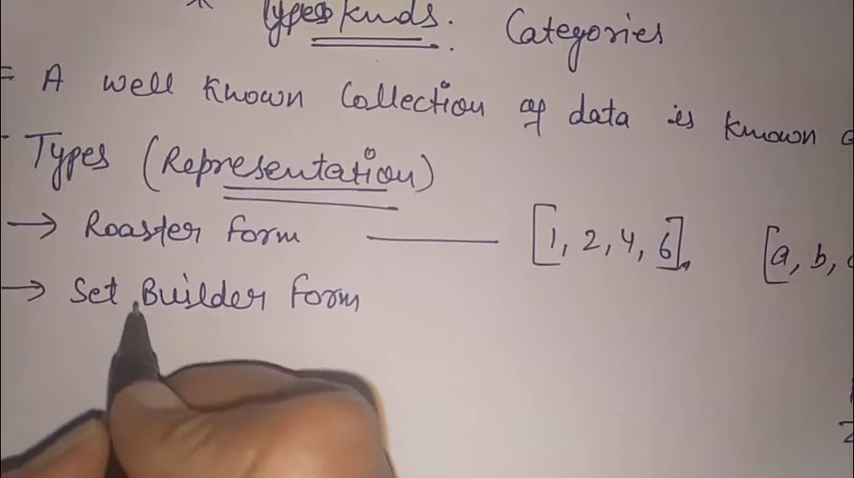 * Types kinds. Categories
= A well known Collection of data is known
- Types (Representation)
→ Roaster form — [1, 2, 4, 6], [a, b,
→ Set Builder form